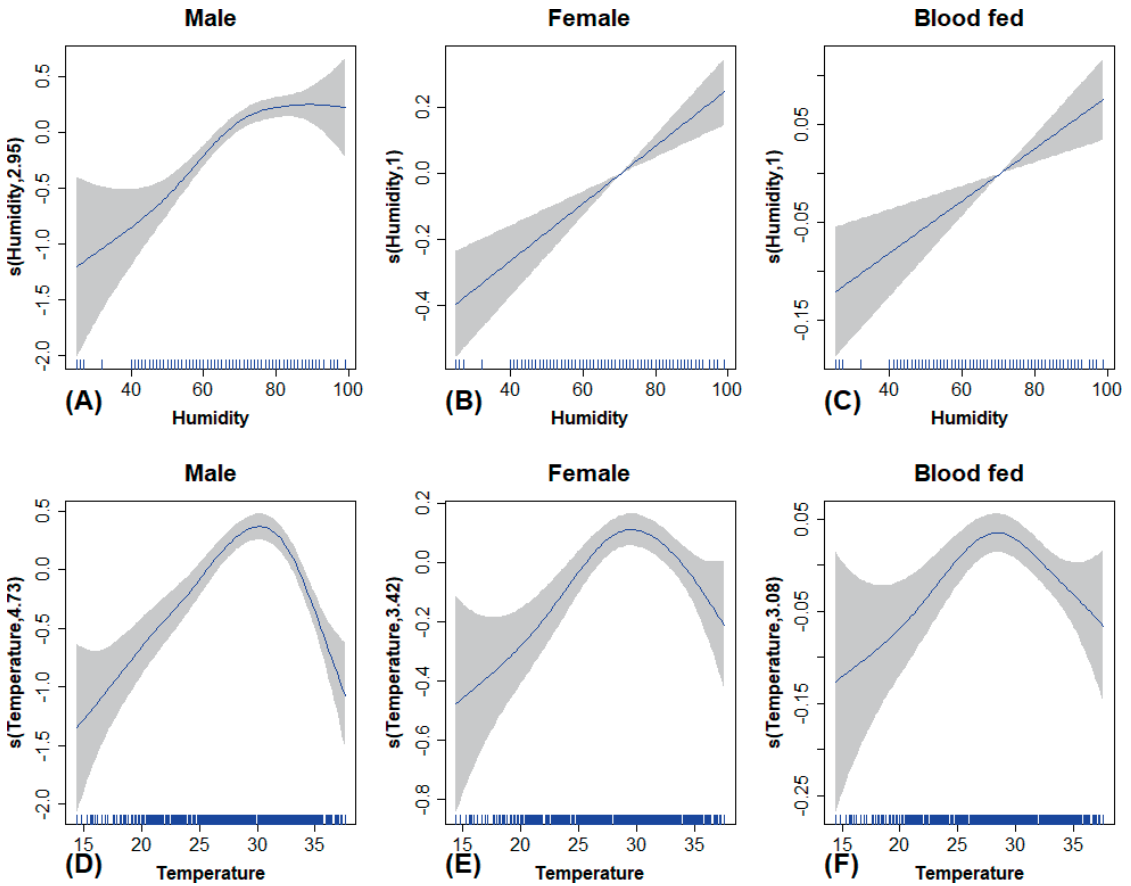 Male
Female
Blood fed
s(Humidity,2.95)
0.5
0.0
-0.5
-1.0
-1.5
-2.0
40
60
80
100
(A)
Humidity
s(Humidity,1)
0.2
0.0
-0.2
-0.4
40
60
80
100
(B)
Humidity
s(Humidity,1)
0.05
-0.05
-0.15
40
60
80
100
(C)
Humidity
Male
Female
Blood fed
s(Temperature,4.73)
0.5
0.0
-0.5
-1.0
-1.5
-2.0
15
20
25
30
35
(D)
Temperature
s(Temperature,3.42)
0.2
0.0
-0.2
-0.4
-0.6
-0.8
15
20
25
30
35
(E)
Temperature
s(Temperature,3.08)
0.05
-0.05
-0.15
-0.25
15
20
25
30
35
(F)
Temperature